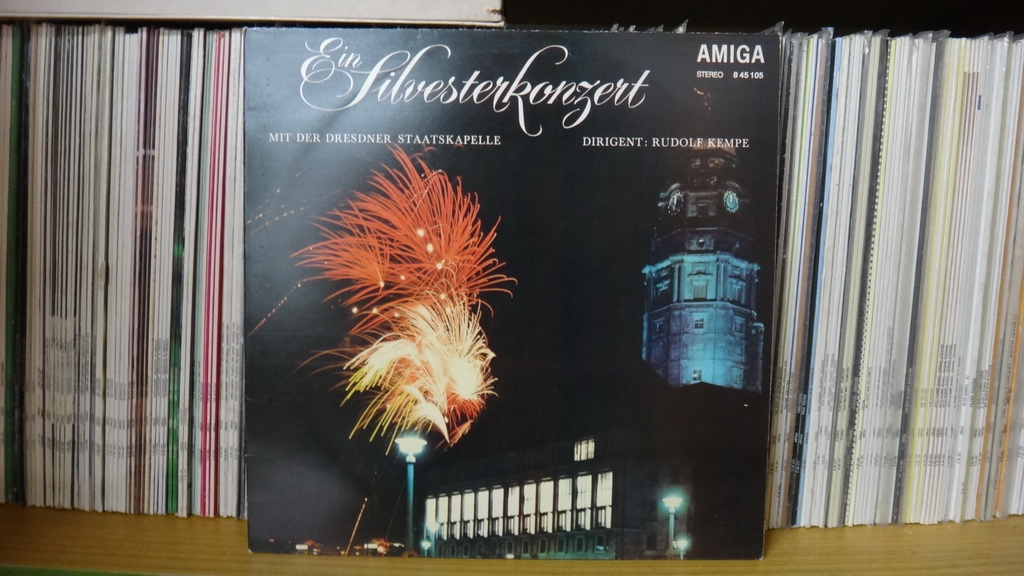 Ein Silvesterkonzert
AMIGA
STEREO 8 45 105
MIT DER DRESDNER STAATSKAPELLE
DIRIGENT: RUDOLF KEMPE